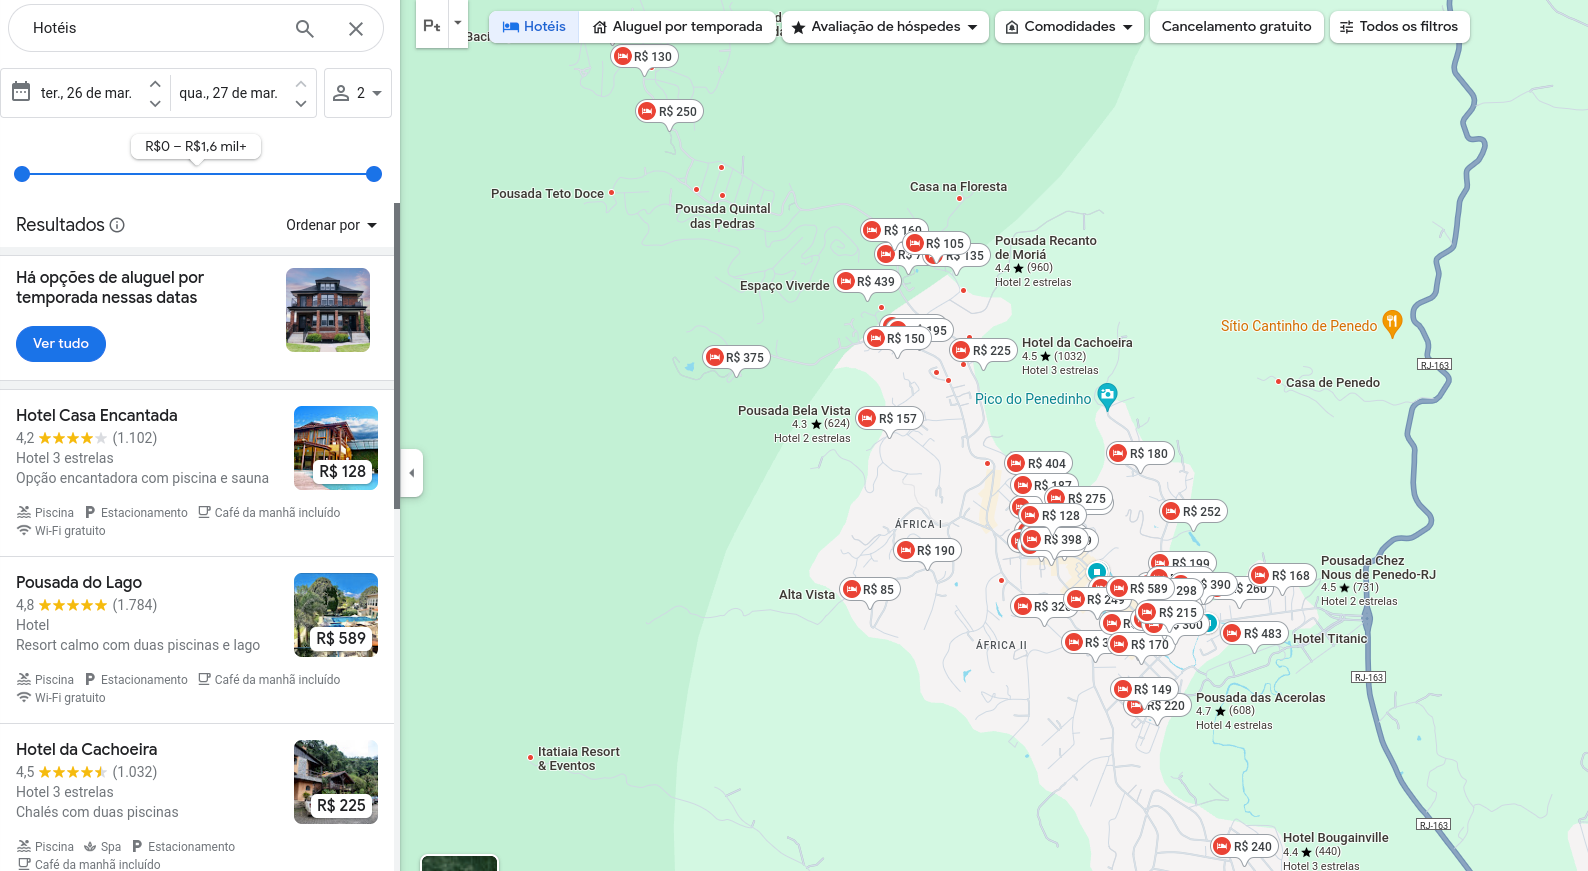 Hotéis
ter., 26 de mar.
qua., 27 de mar.
2
R$0 – R$1,6 mil+
Resultados
Ordenar por
Há opções de aluguel por
temporada nessas datas
Ver tudo
Hotel Casa Encantada
4,2 (1.102)
Hotel 3 estrelas
Opção encantadora com piscina e sauna
R$ 128
Piscina Estacionamento Café da manhã incluído
Wi-Fi gratuito
Pousada do Lago
4,8 (1.784)
Hotel
Resort calmo com duas piscinas e lago
R$ 589
Piscina Estacionamento Café da manhã incluído
Wi-Fi gratuito
Hotel da Cachoeira
4,5 (1.032)
Hotel 3 estrelas
Chalés com duas piscinas
R$ 225
Piscina Spa Estacionamento
Café da manhã incluído
Hotéis
Aluguel por temporada
Avaliação de hóspedes
Comodidades
Cancelamento gratuito
Todos os filtros
R$ 130
R$ 250
Pousada Teto Doce
Pousada Quintal
das Pedras
Casa na Floresta
R$ 160
R$ 105
R$ 135
Pousada Recanto
de Moriá
4.4 (960)
Hotel 2 estrelas
Espaço Viverde
R$ 439
195
R$ 150
R$ 225
Hotel da Cachoeira
4.5 (1032)
Hotel 3 estrelas
R$ 375
Sítio Cantinho de Penedo
RJ-163
Casa de Penedo
Pico do Penedinho
Pousada Bela Vista
4.3 (624)
Hotel 2 estrelas
R$ 157
R$ 180
R$ 404
R$ 187
R$ 275
R$ 128
R$ 252
ÁFRICA I
R$ 398
R$ 190
R$ 199
Alta Vista
R$ 85
R$ 589
298
390
R$ 260
R$ 168
Pousada Chez
Nous de Penedo-RJ
4.5 (731)
Hotel 2 estrelas
R$ 249
R$ 215
R$ 300
R$ 483
Hotel Titanic
ÁFRICA II
R$ 170
RJ-163
R$ 149
R$ 220
Pousada das Acerolas
4.7 (608)
Hotel 4 estrelas
Itatiaia Resort
& Eventos
RJ-163
R$ 240
Hotel Bougainville
4.4 (440)
Hotel 3 estrelas